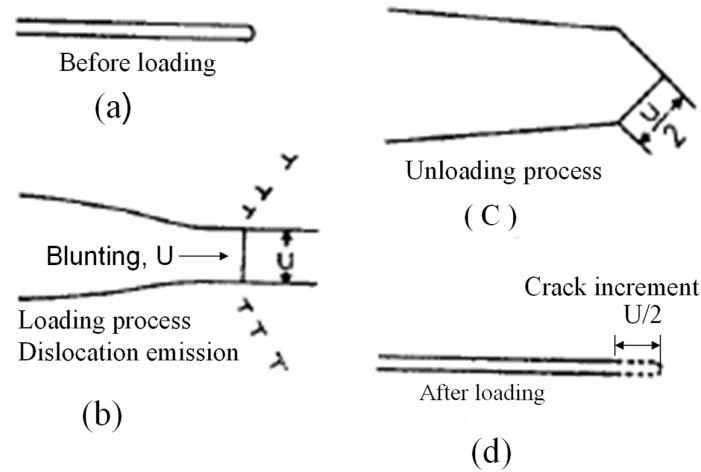 Before loading
(a)
Blunting, U
U
Loading process
Dislocation emission
(b)
U/2
Unloading process
( C )
Crack increment
U/2
After loading
(d)